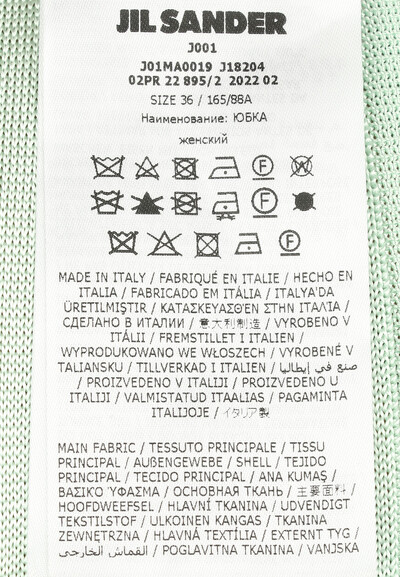 JIL SANDER
J001
J01MA0019 J18204
02PR 22 895/2 2022 02
SIZE 36 / 165/88A
Наименование: ЮБКА
женский
F W
F
F
MADE IN ITALY / FABRIQUÉ EN ITALIE / HECHO EN
ITALIA / FABRICADO EM ITÁLIA / ITALYA'DA
ÜRETILMIŞTIR / ΚΑΤΑΣΚΕΥΑΣΘ'ΕΝ ΣΤΗΝ ΙΤΑΛΊΑ /
СДЕЛАНО В ИТАЛИИ / 意大利制造 / VYROBENO V
ITÁLII / FREMSTILLET I ITALIEN /
WYPRODUKOWANO WE WŁOSZECH / VYROBENÉ V
TALIANSKU / TILLVERKAD I ITALIEN / صنع في إيطاليا
/ PROIZVEDENO V ITALIJI / PROIZVEDENO U
ITALIJI / VALMISTATUD ITAALIAS / PAGAMINTA
ITALIJOJE / イタリア製
MAIN FABRIC / TESSUTO PRINCIPALE / TISSU
PRINCIPAL / AUßENGEWEBE / SHELL / TEJIDO
PRINCIPAL / TECIDO PRINCIPAL / ANA KUMAŞ /
ΒΑΣΙΚΌ ΎΦΑΣΜΑ / ОСНОВНАЯ ТКАНЬ / 主要面料 /
HOOFDWEEFSEL / HLAVNÍ TKANINA / UDVENDIGT
TEKSTILSTOF / ULKOINEN KANGAS / TKANINA
ZEWNĘTRZNA / HLAVNÁ TEXTÍLIA / EXTERNT TYG /
القماش الخارجي / POGLAVITNA TKANINA / VANJSKA